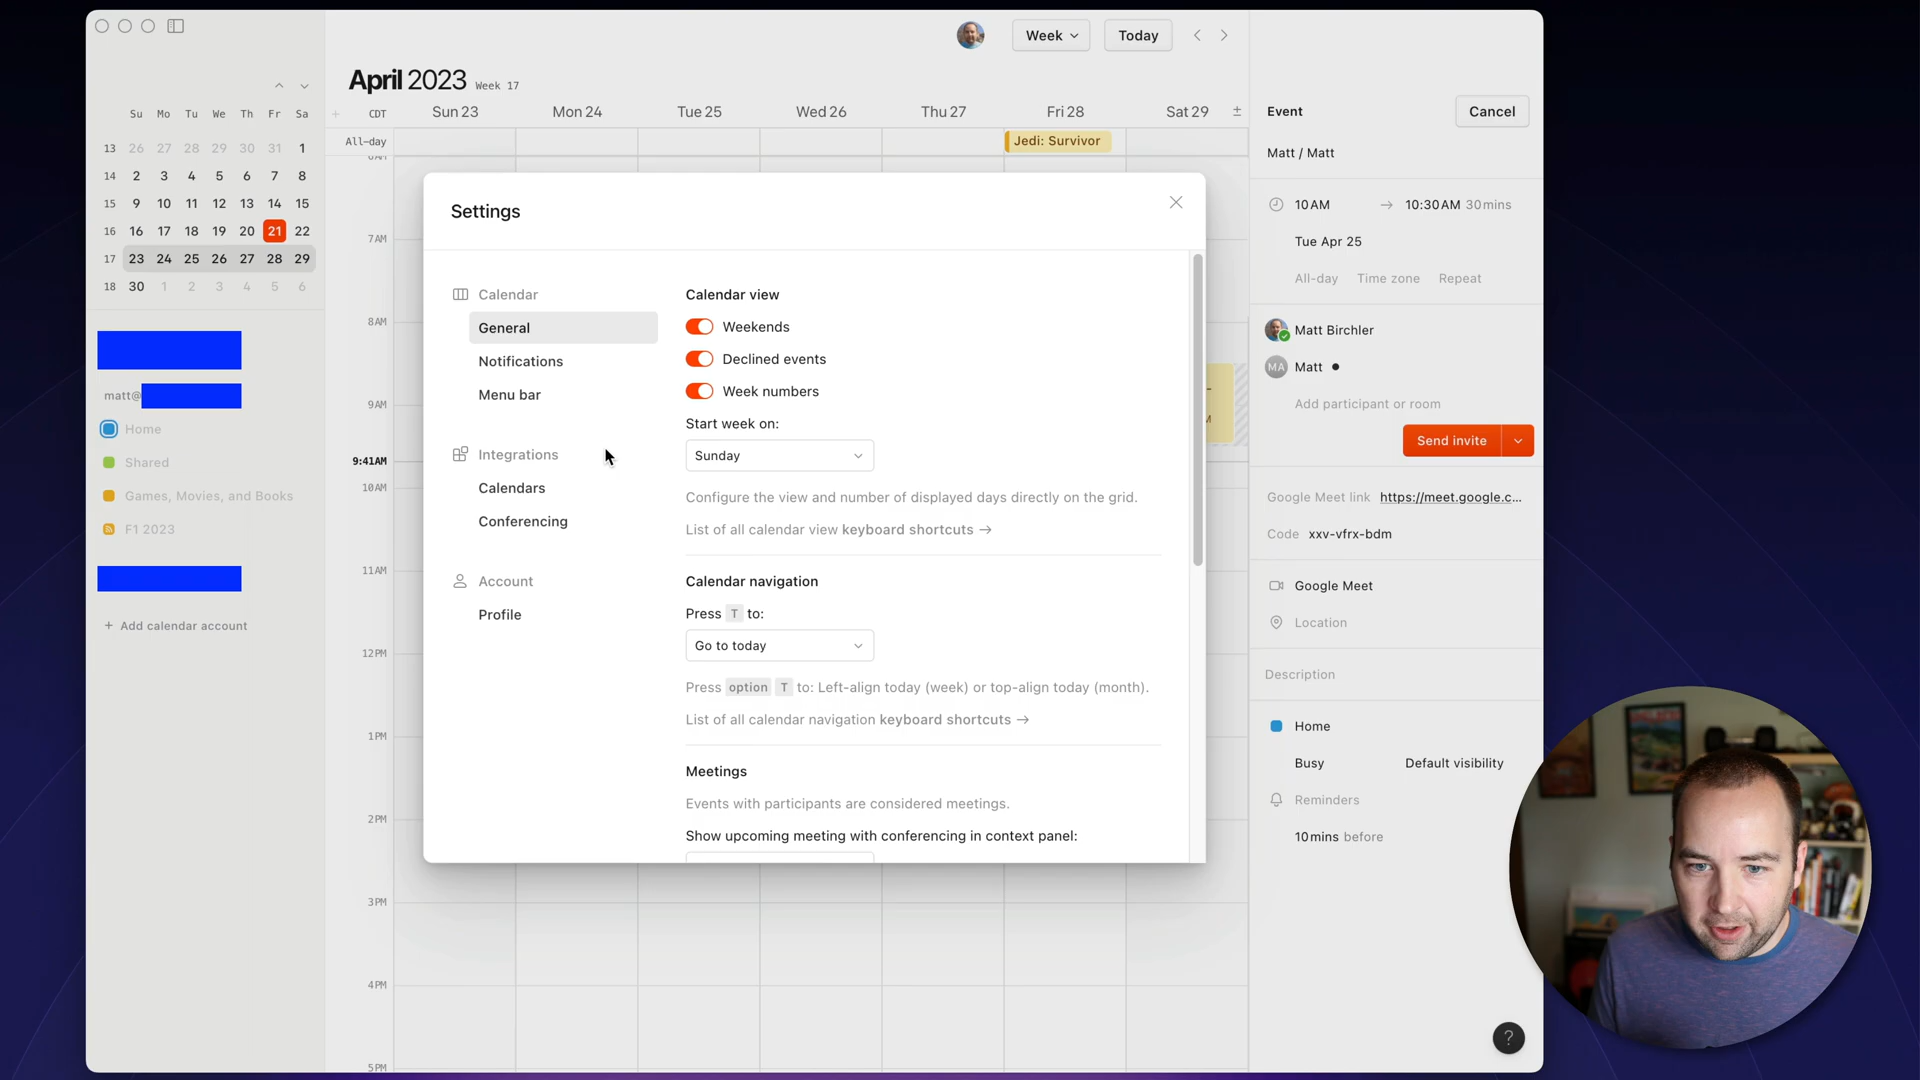 Week
Today
April 2023 Week 17
CDT
Sun 23
Mon 24
Tue 25
Wed 26
Thu 27
Fri 28
Sat 29
All-day
Jedi: Survivor
Su Mo Tu We Th Fr Sa
13 26 27 28 29 30 31 1
14 2 3 4 5 6 7 8
15 9 10 11 12 13 14 15
16 16 17 18 19 20 21 22
17 23 24 25 26 27 28 29
18 30 1 2 3 4 5 6
matt@
Home
Shared
Games, Movies, and Books
F1 2023
+ Add calendar account
7AM
8AM
9AM
9:41AM
10AM
11AM
12PM
1PM
2PM
3PM
4PM
5PM
Settings
Calendar
General
Notifications
Menu bar
Integrations
Calendars
Conferencing
Account
Profile
Calendar view
Weekends
Declined events
Week numbers
Start week on:
Sunday
Configure the view and number of displayed days directly on the grid.
List of all calendar view keyboard shortcuts →
Calendar navigation
Press T to:
Go to today
Press option T to: Left-align today (week) or top-align today (month).
List of all calendar navigation keyboard shortcuts →
Meetings
Events with participants are considered meetings.
Show upcoming meeting with conferencing in context panel:
Event
Cancel
Matt / Matt
10AM → 10:30AM 30mins
Tue Apr 25
All-day Time zone Repeat
Matt Birchler
MA Matt
Add participant or room
Send invite
Google Meet link https://meet.google.c...
Code xxv-vfrx-bdm
Google Meet
Location
Description
Home
Busy Default visibility
Reminders
10mins before
?